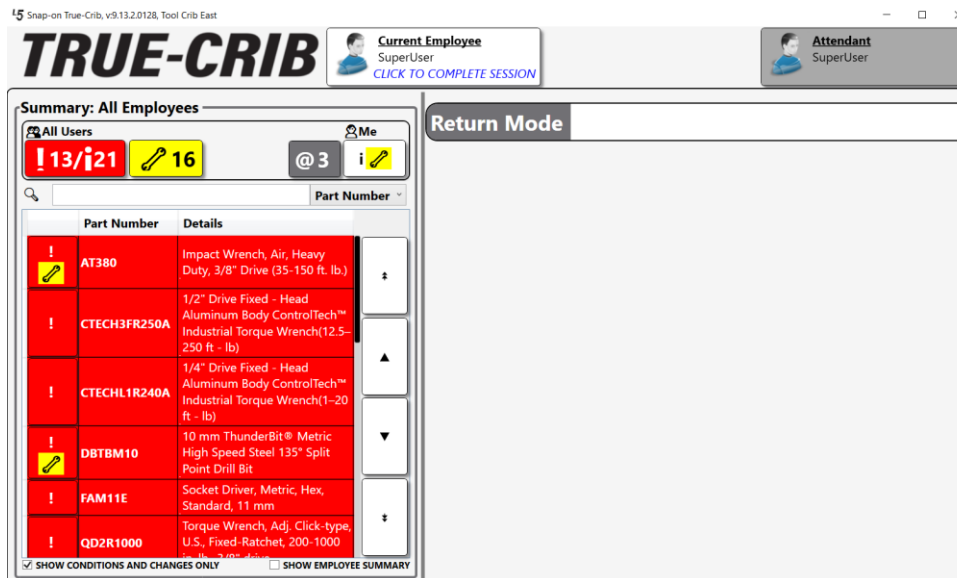 Snap-on True-Crib, v:9.13.2.0128, Tool Crib East
TRUE-CRIB
Current Employee
SuperUser
CLICK TO COMPLETE SESSION
Attendant
SuperUser
Summary: All Employees
All Users
Me
!13/i21
16
@3
i
Part Number
Return Mode
Part Number Details
! AT380 Impact Wrench, Air, Heavy
Duty, 3/8" Drive (35-150 ft. lb.)
! CTECH3FR250A 1/2" Drive Fixed - Head
Aluminum Body ControlTech™
Industrial Torque Wrench(12.5–
250 ft - lb)
! CTECHL1R240A 1/4" Drive Fixed - Head
Aluminum Body ControlTech™
Industrial Torque Wrench(1–20
ft - lb)
! DBTBM10 10 mm ThunderBit® Metric
High Speed Steel 135° Split
Point Drill Bit
! FAM11E Socket Driver, Metric, Hex,
Standard, 11 mm
! QD2R1000 Torque Wrench, Adj. Click-type,
U.S., Fixed-Ratchet, 200-1000
SHOW CONDITIONS AND CHANGES ONLY
SHOW EMPLOYEE SUMMARY